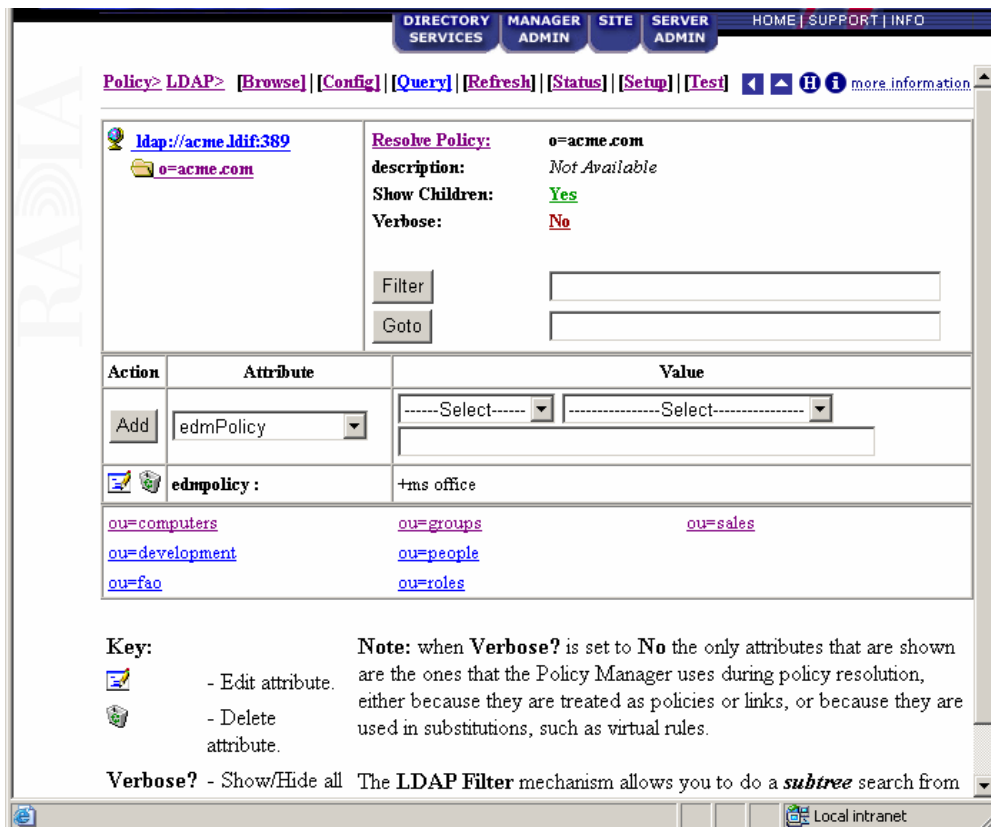 DIRECTORY SERVICES MANAGER ADMIN SITE SERVER ADMIN HOME | SUPPORT | INFO
Policy> LDAP> [Browse] | [Config] | [Query] | [Refresh] | [Status] | [Setup] | [Test] H i more information
RADIA
ldap://acme.ldif:389
o=acme.com
Resolve Policy: o=acme.com
description: Not Available
Show Children: Yes
Verbose: No
Filter
Goto
Action Attribute Value
Add edmPolicy ------Select------ ---------------Select---------------
edmpolicy : +ms office
ou=computers ou=groups ou=sales
ou=development ou=people
ou=fao ou=roles
Key:
- Edit attribute.
- Delete
attribute.
Verbose? - Show/Hide all
Note: when Verbose? is set to No the only attributes that are shown
are the ones that the Policy Manager uses during policy resolution,
either because they are treated as policies or links, or because they are
used in substitutions, such as virtual rules.
The LDAP Filter mechanism allows you to do a subtree search from
Local intranet